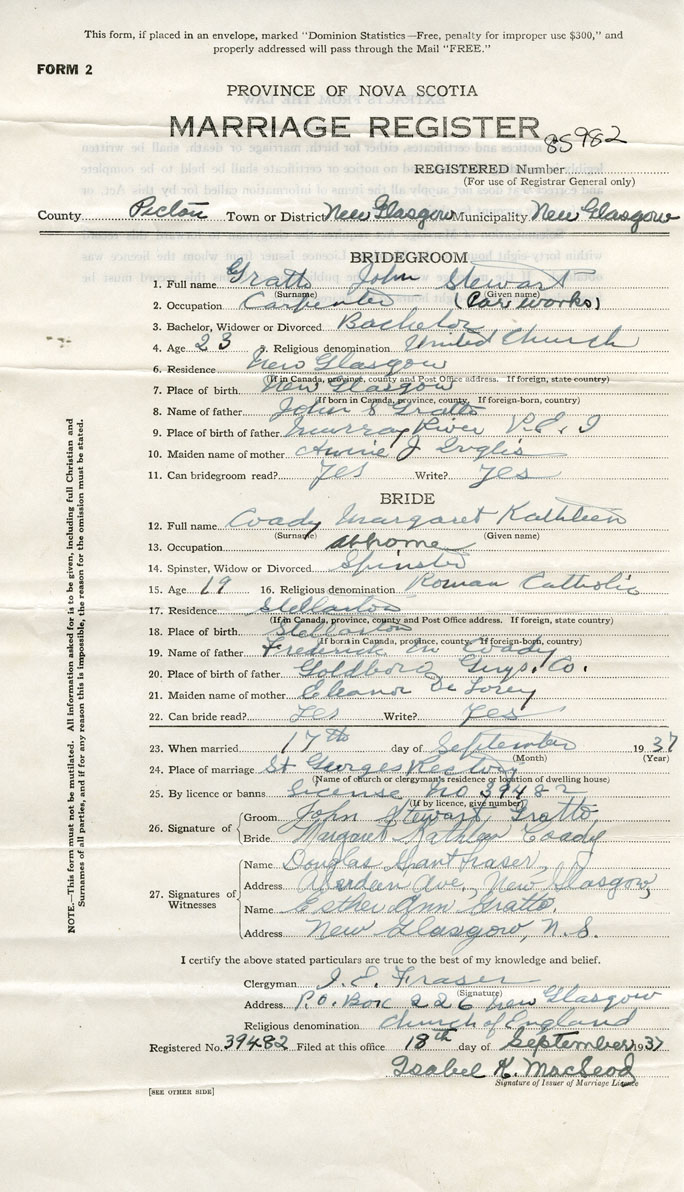 This form, if placed in an envelope, marked "Dominion Statistics—Free, penalty for improper use $300," and
properly addressed will pass through the Mail "FREE."
FORM 2
PROVINCE OF NOVA SCOTIA
MARRIAGE REGISTER
85982
REGISTERED Number
(For use of Registrar General only)
County Pictou Town or District New Glasgow Municipality New Glasgow
BRIDEGROOM
1. Full name Gratto John Stewart
(Surname) (Given name)
2. Occupation Carpenter (Car works)
3. Bachelor, Widower or Divorced Bachelor
4. Age 23 5. Religious denomination United Church
6. Residence New Glasgow
(If in Canada, province, county and Post Office address. If foreign, state country)
7. Place of birth New Glasgow
(If born in Canada, province, county. If foreign-born, country)
8. Name of father John S Gratto
9. Place of father Murray River P.E.I
10. Maiden name of mother Annie J Inglis
11. Can bridegroom read? Yes Write? Yes
BRIDE
12. Full name Coady Margaret Kathleen
(Surname) (Given name)
13. Occupation at home
14. Spinster, Widow or Divorced Spinster
15. Age 19 16. Religious denomination Roman Catholic
17. Residence Stellarton
(If in Canada, province, county and Post Office address. If foreign, state country)
18. Place of birth Stellarton
(If born in Canada, province, county. If foreign-born, country)
19. Name of father Frederick M Coady
20. Place of birth of father Goldboro Guys. Co.
21. Maiden name of mother Eleanor De Lorey
22. Can bride read? Yes Write? Yes
23. When married 17th day of September 1937
(Month) (Year)
24. Place of marriage St Georges Rectory
(Name of church or clergyman's residence or location of dwelling house)
25. By licence or banns License No 39482
(If by licence, give number)
26. Signature of
Groom John Stewart Gratto
Bride Margaret Kathleen Coady
27. Signatures of Witnesses
Name Douglas Grant Fraser
Address Aberdeen Ave., New Glasgow,
Name Esther Ann Gratto.
Address New Glasgow, N.S.
I certify the above stated particulars are true to the best of my knowledge and belief.
Clergyman J. E. Fraser
(Signature)
Address P.O. Box 226 New Glasgow
Religious denomination Church of England
Registered No. 39482 Filed at this office 18th day of September 1937
Isabel K. MacLeod
Signature of Issuer of Marriage Licence
[SEE OTHER SIDE]
NOTE.—This form must not be mutilated. All information asked for is to be given, including full Christian and
Surnames of all parties, and if for any reason this is impossible, the reason for the omission must be stated.